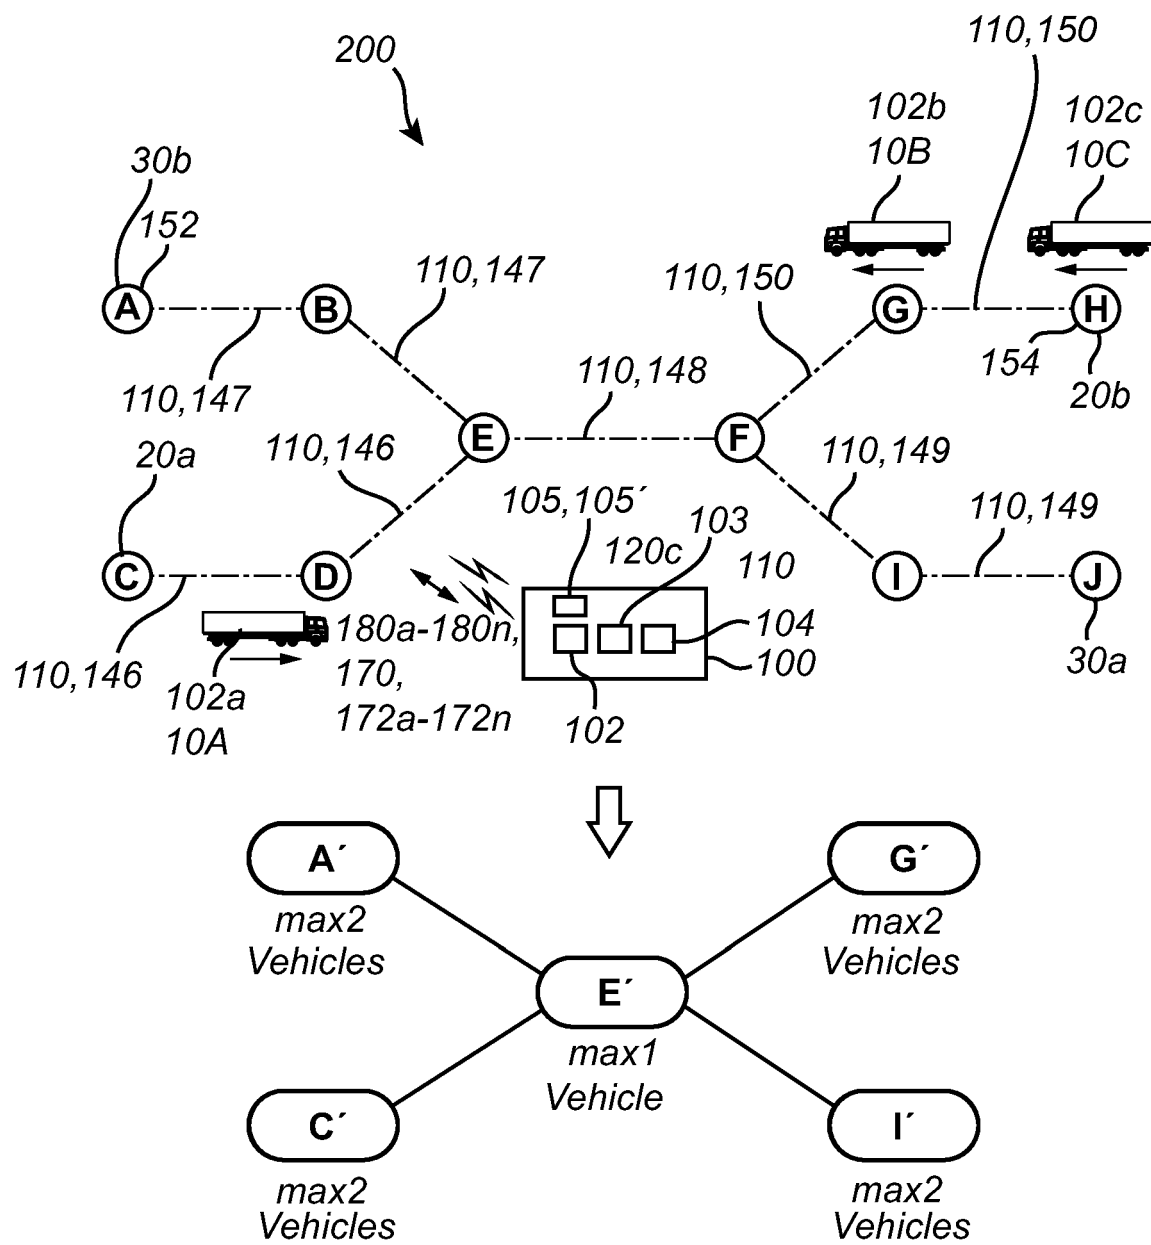 200
110,150
102b
10B
102c
10C
30b
152
110,147
110,150
A
B
G
H
154
20b
110,147
110,148
E
F
20a
110,146
110,149
105,105´
103
120c
110
110,149
C
D
I
J
180a-180n,
170,
172a-172n
104
100
102
30a
110,146
102a
10A
A´
max2
Vehicles
G´
max2
Vehicles
E´
max1
Vehicle
C´
max2
Vehicles
I´
max2
Vehicles